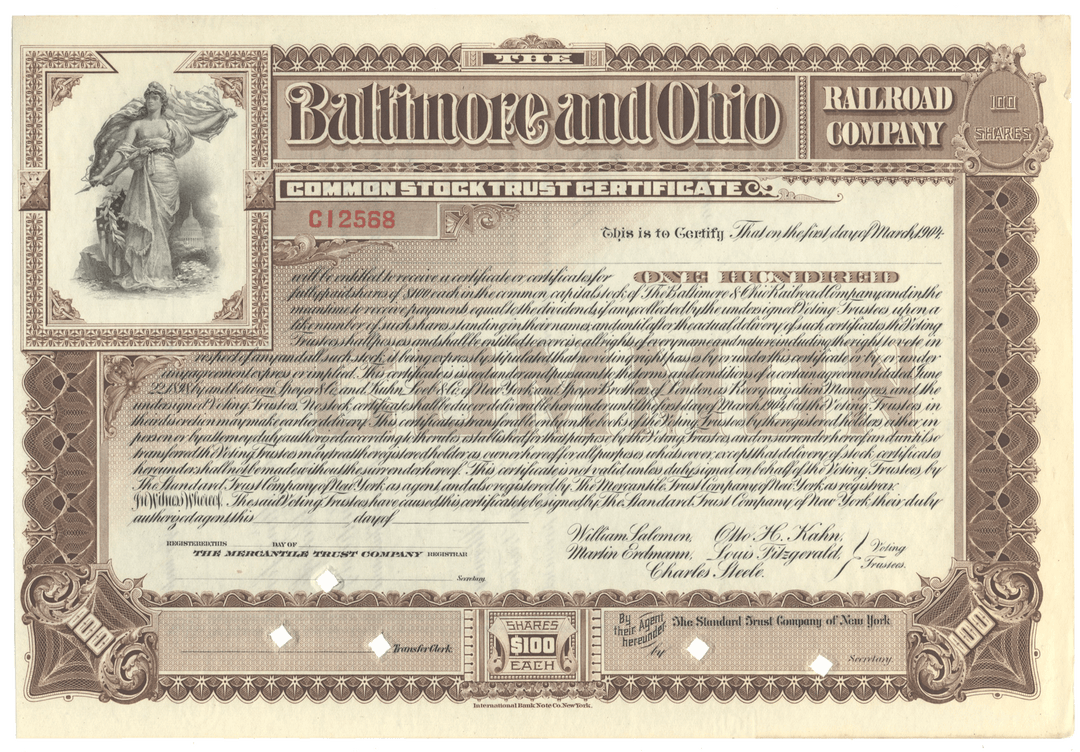 THE
Baltimore and Ohio
RAILROAD
COMPANY
100
SHARES
COMMON STOCK TRUST CERTIFICATE
C12568
This is to Certify That on the first day of March, 1904
will be entitled to receive a certificate or certificates for ONE HUNDRED
fully paid shares of $100 each in the common capital stock of The Baltimore & Ohio Railroad Company, and in the
meantime to receive payments equal to the dividends, if any, collected by the undersigned Voting Trustees upon a
like number of such shares standing in their names; and until after the actual delivery of such certificates the Voting
Trustees shall possess and shall be entitled to exercise all rights of every name and nature, including the right to vote in
respect of any and all such stock, it being expressly stipulated that no voting right passes by or under this certificate or by or under
any agreement express or implied. This certificate is issued under and pursuant to the terms and conditions of a certain agreement dated June
22, 1898, by and between Speyer & Co. and Kuhn, Loeb & Co. of New York, and Speyer Brothers of London, as Reorganization Managers, and the
undersigned Voting Trustees. No stock certificate shall be due or deliverable hereunder until the first day of March, 1904, but the Voting Trustees in
their discretion may make earlier delivery. This certificate is transferable only on the books of the Voting Trustees by the registered holder, either in
person or by attorney, duly authorized, according to the rules established for that purpose by the Voting Trustees, and on surrender hereof; and until so
transferred the Voting Trustees may treat the registered holder as owner hereof for all purposes whatsoever, except that delivery of stock certificates
hereunder shall not be made without the surrender hereof. This certificate is not valid unless duly signed on behalf of the Voting Trustees by
The Standard Trust Company of New York, as agent, and also registered by The Mercantile Trust Company of New York, as registrar.
In Witness Whereof, The said Voting Trustees have caused this certificate to be signed by The Standard Trust Company of New York, their duly
authorized agent this day of
SPECIMEN
William Salomon, Otto H. Kahn,
Martin Erdmann, Louis Fitzgerald,
Charles Steele.
Voting
Trustees.
REGISTERED THIS DAY OF
THE MERCANTILE TRUST COMPANY REGISTRAR
Secretary.
100
Transfer Clerk.
SHARES
$100
EACH
By
their Agent
hereunder
by
The Standard Trust Company of New York
Secretary.
100
International Bank Note Co. New York.